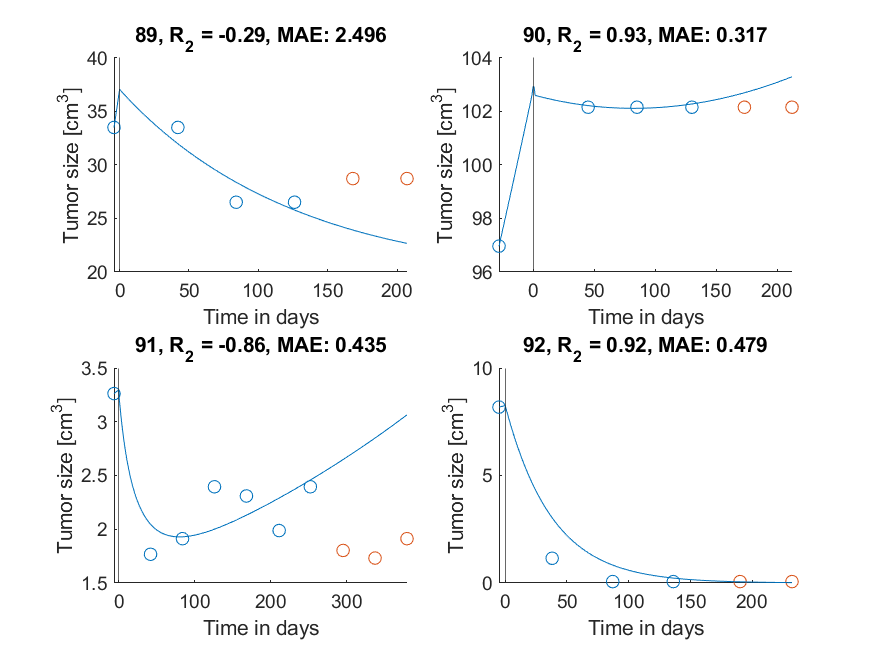 89, R2 = -0.29, MAE: 2.496
40
35
30
25
20
Tumor size [cm3]
0 50 100 150 200
Time in days
90, R2 = 0.93, MAE: 0.317
104
102
100
98
96
Tumor size [cm3]
0 50 100 150 200
Time in days
91, R2 = -0.86, MAE: 0.435
3.5
3
2.5
2
1.5
Tumor size [cm3]
0 100 200 300
Time in days
92, R2 = 0.92, MAE: 0.479
10
5
0
Tumor size [cm3]
0 50 100 150 200
Time in days